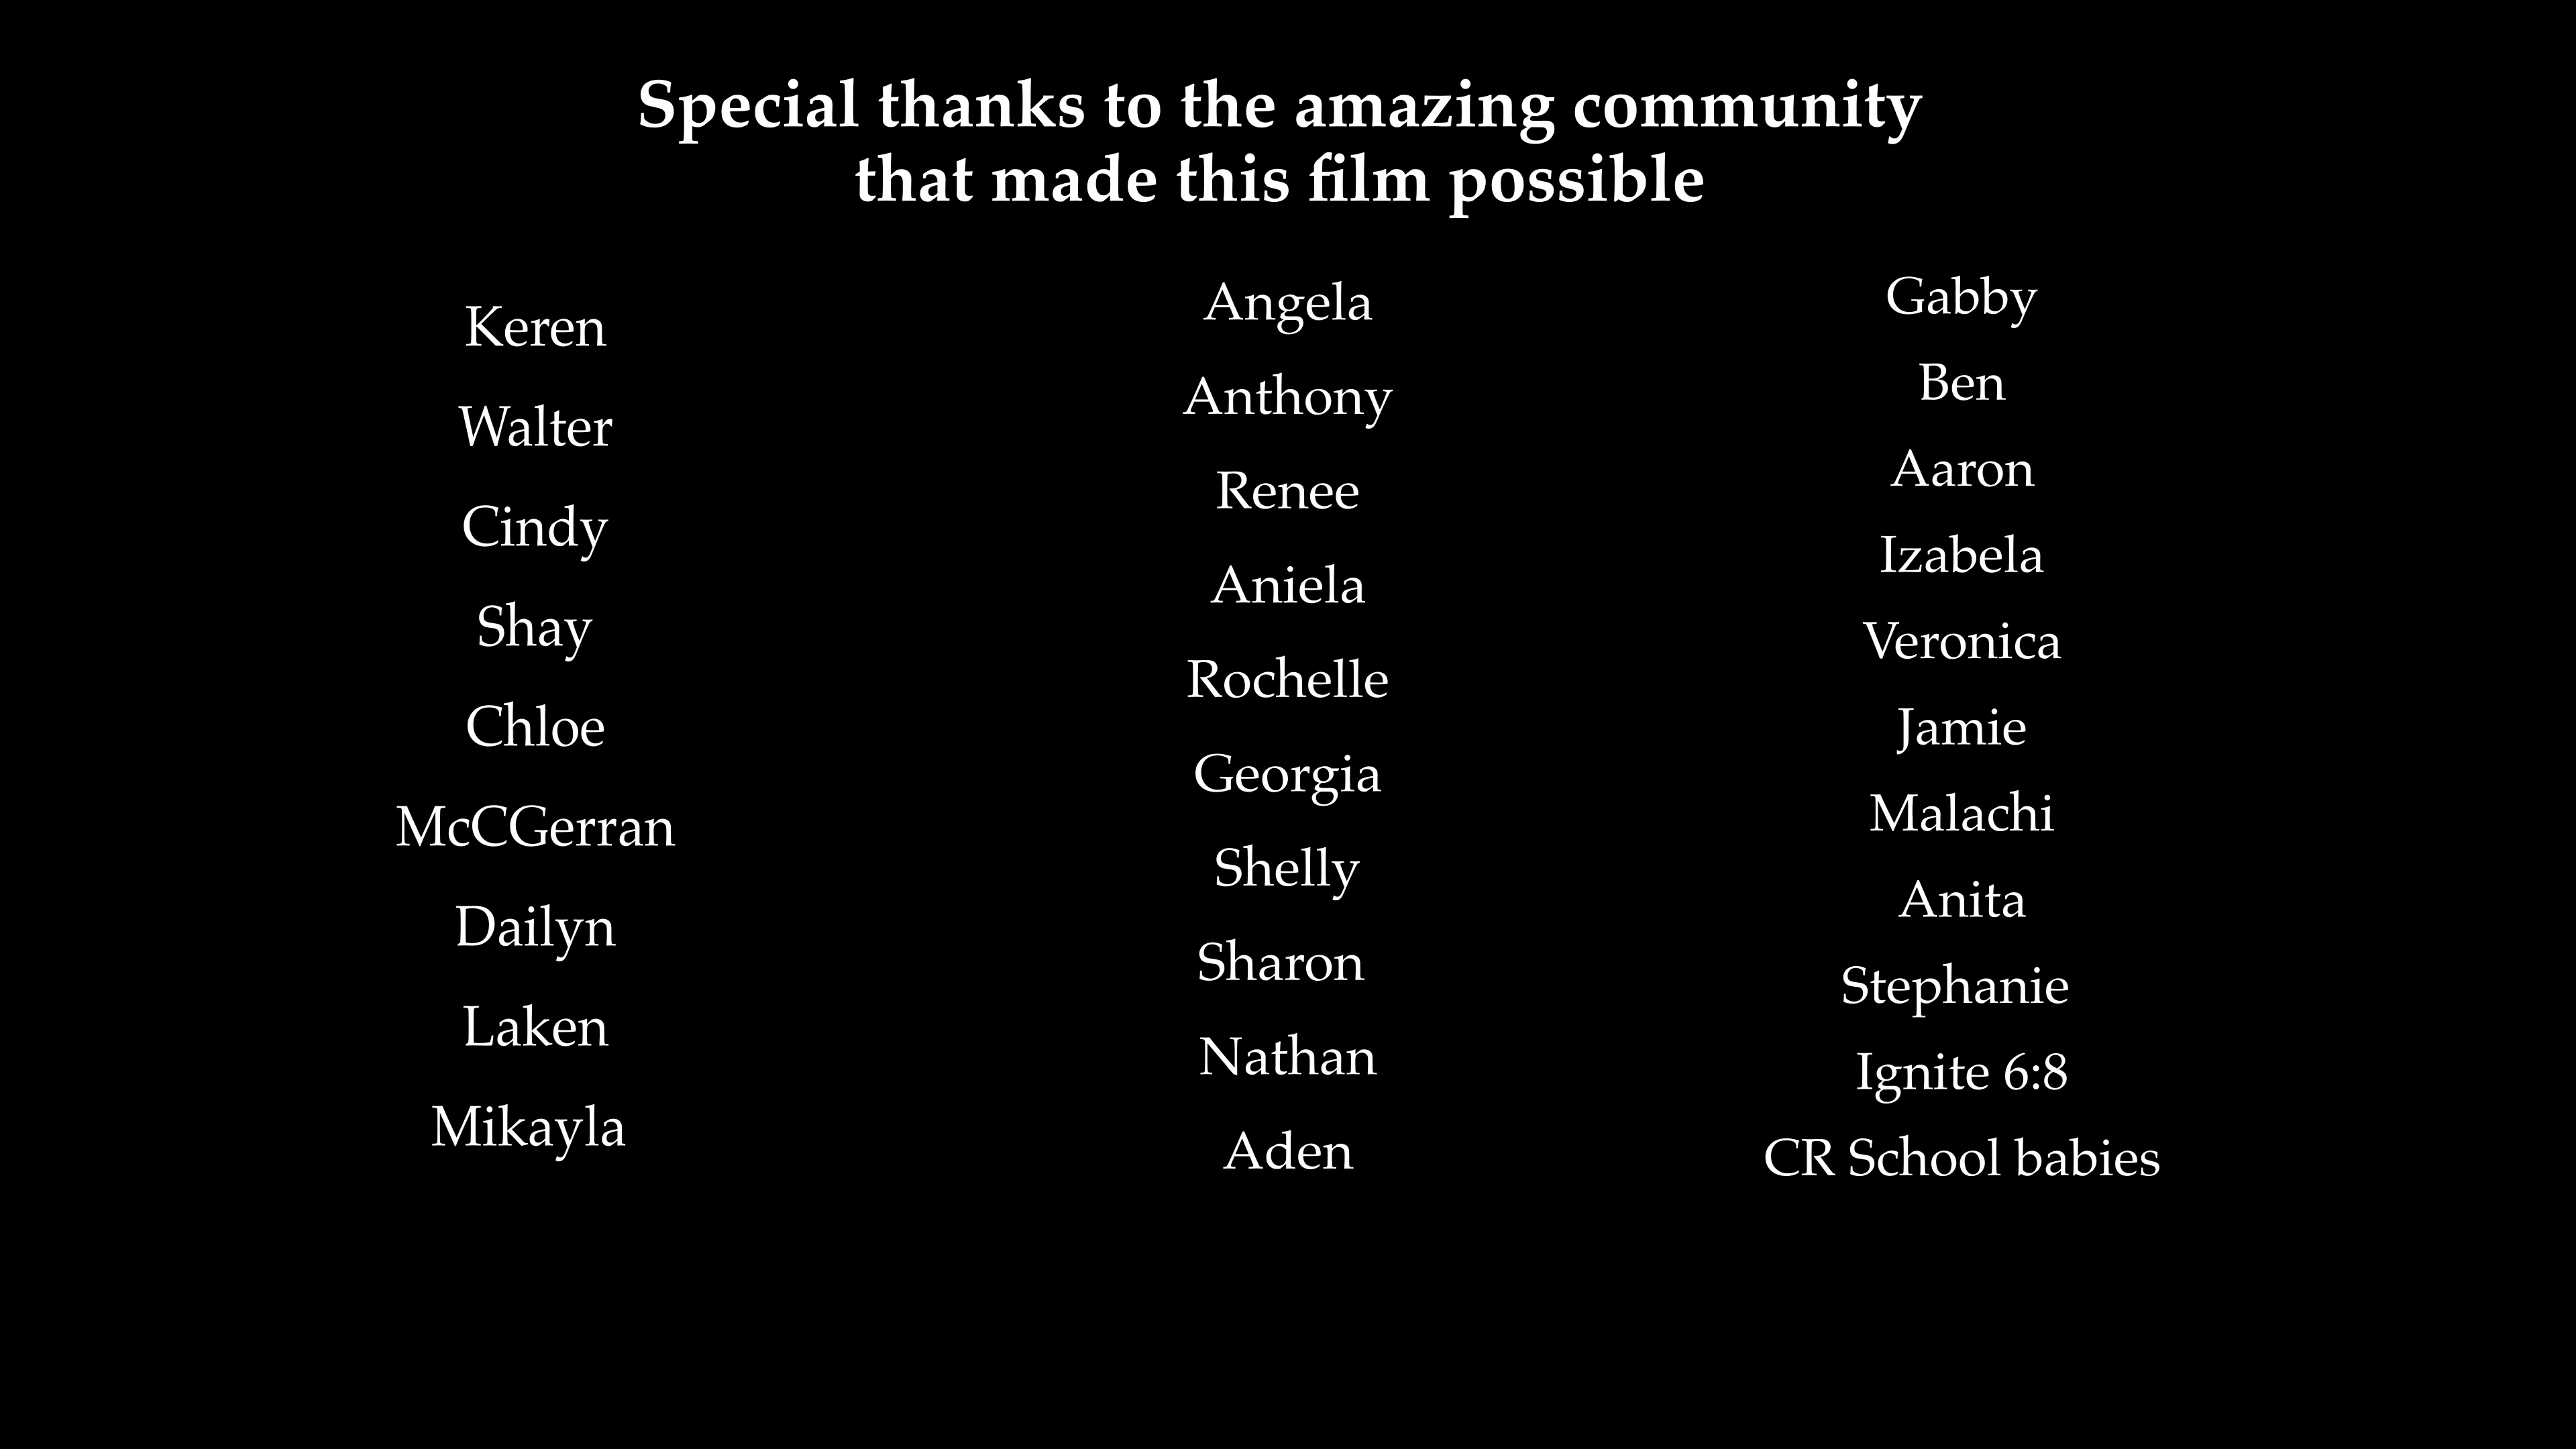 Special thanks to the amazing community
that made this film possible
Keren
Walter
Cindy
Shay
Chloe
McCGerran
Dailyn
Laken
Mikayla
Angela
Anthony
Renee
Aniela
Rochelle
Georgia
Shelly
Sharon
Nathan
Aden
Gabby
Ben
Aaron
Izabela
Veronica
Jamie
Malachi
Anita
Stephanie
Ignite 6:8
CR School babies